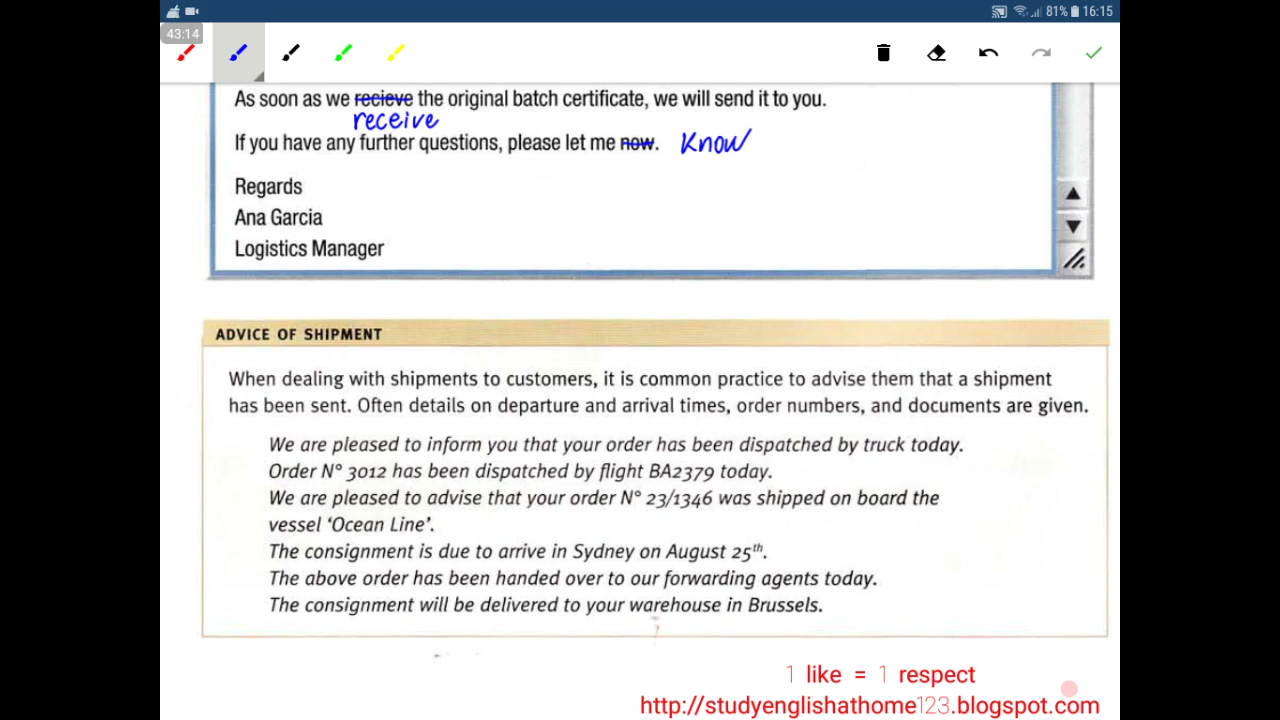 81% 16:15
43:14
As soon as we recieve the original batch certificate, we will send it to you.
receive
If you have any further questions, please let me now. Know
Regards
Ana Garcia
Logistics Manager
ADVICE OF SHIPMENT
When dealing with shipments to customers, it is common practice to advise them that a shipment
has been sent. Often details on departure and arrival times, order numbers, and documents are given.
We are pleased to inform you that your order has been dispatched by truck today.
Order N° 3012 has been dispatched by flight BA2379 today.
We are pleased to advise that your order N° 23/1346 was shipped on board the
vessel ‘Ocean Line’.
The consignment is due to arrive in Sydney on August 25th.
The above order has been handed over to our forwarding agents today.
The consignment will be delivered to your warehouse in Brussels.
1 like = 1 respect
http://studyenglishathome123.blogspot.com